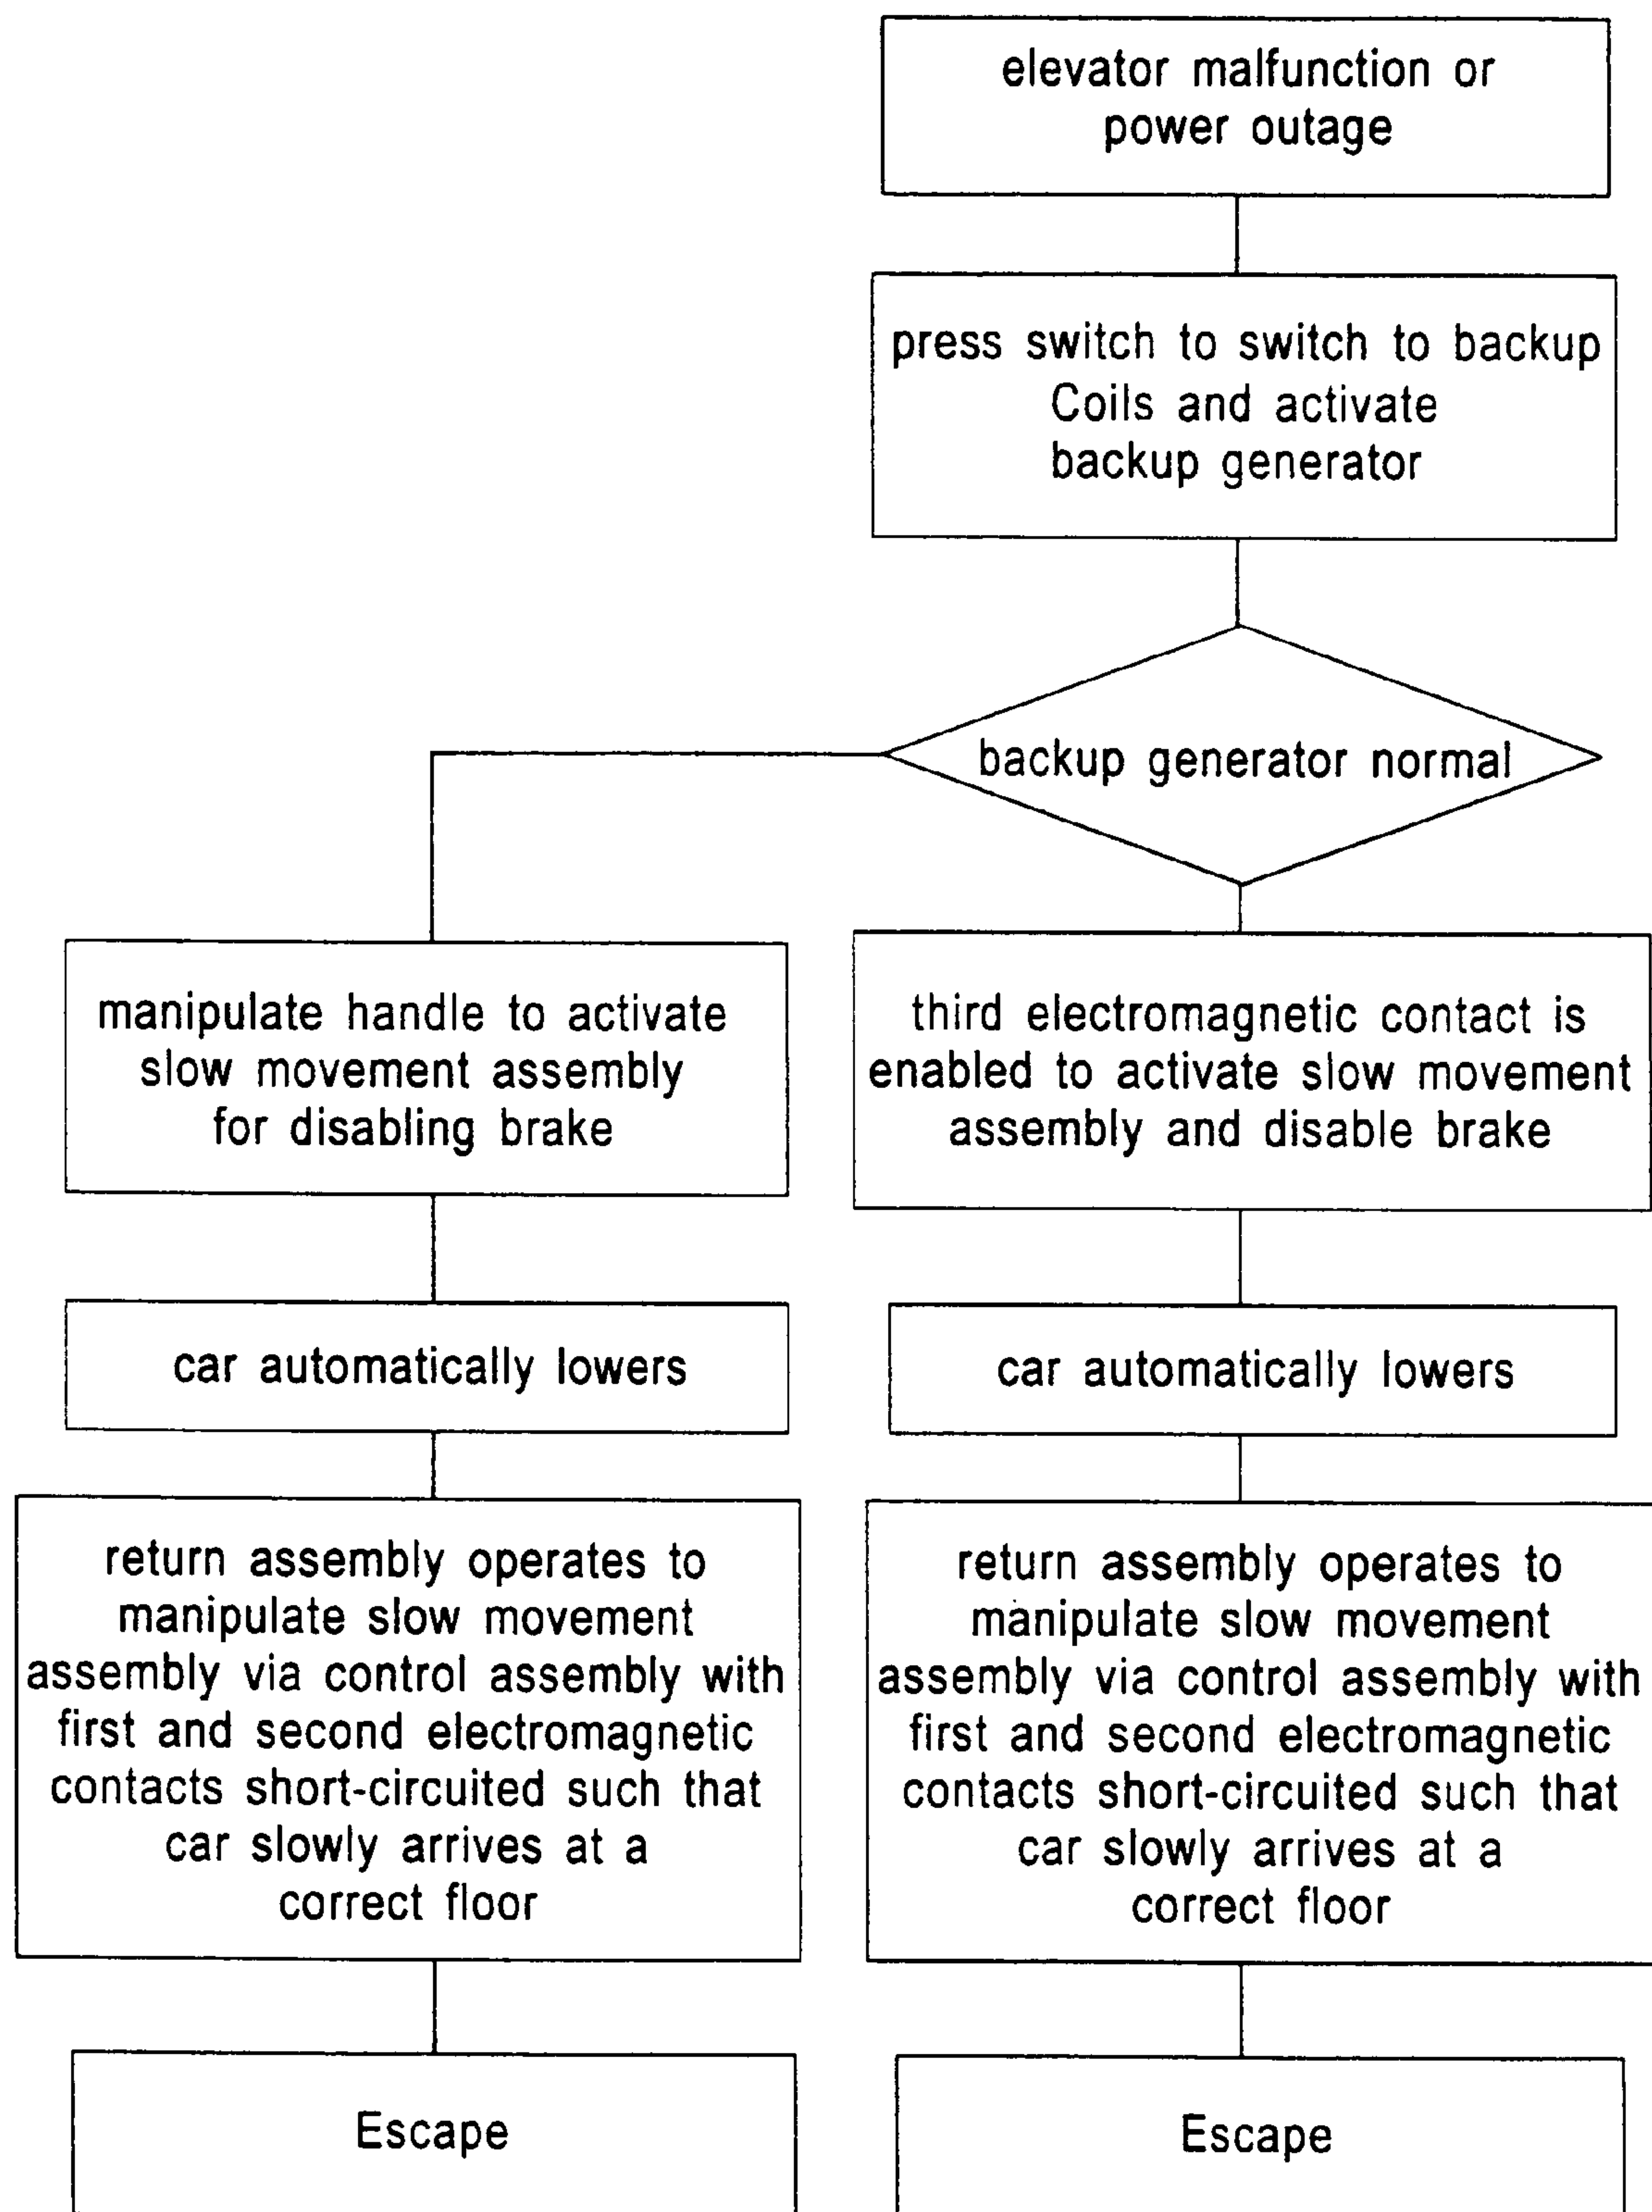 elevator malfunction or
power outage
press switch to switch to backup
Coils and activate
backup generator
backup generator normal
manipulate handle to activate
slow movement assembly
for disabling brake
third electromagnetic contact is
enabled to activate slow movement
assembly and disable brake
car automatically lowers
car automatically lowers
return assembly operates to
manipulate slow movement
assembly via control assembly with
first and second electromagnetic
contacts short-circuited such that
car slowly arrives at a
correct floor
return assembly operates to
manipulate slow movement
assembly via control assembly with
first and second electromagnetic
contacts short-circuited such that
car slowly arrives at a
correct floor
Escape
Escape